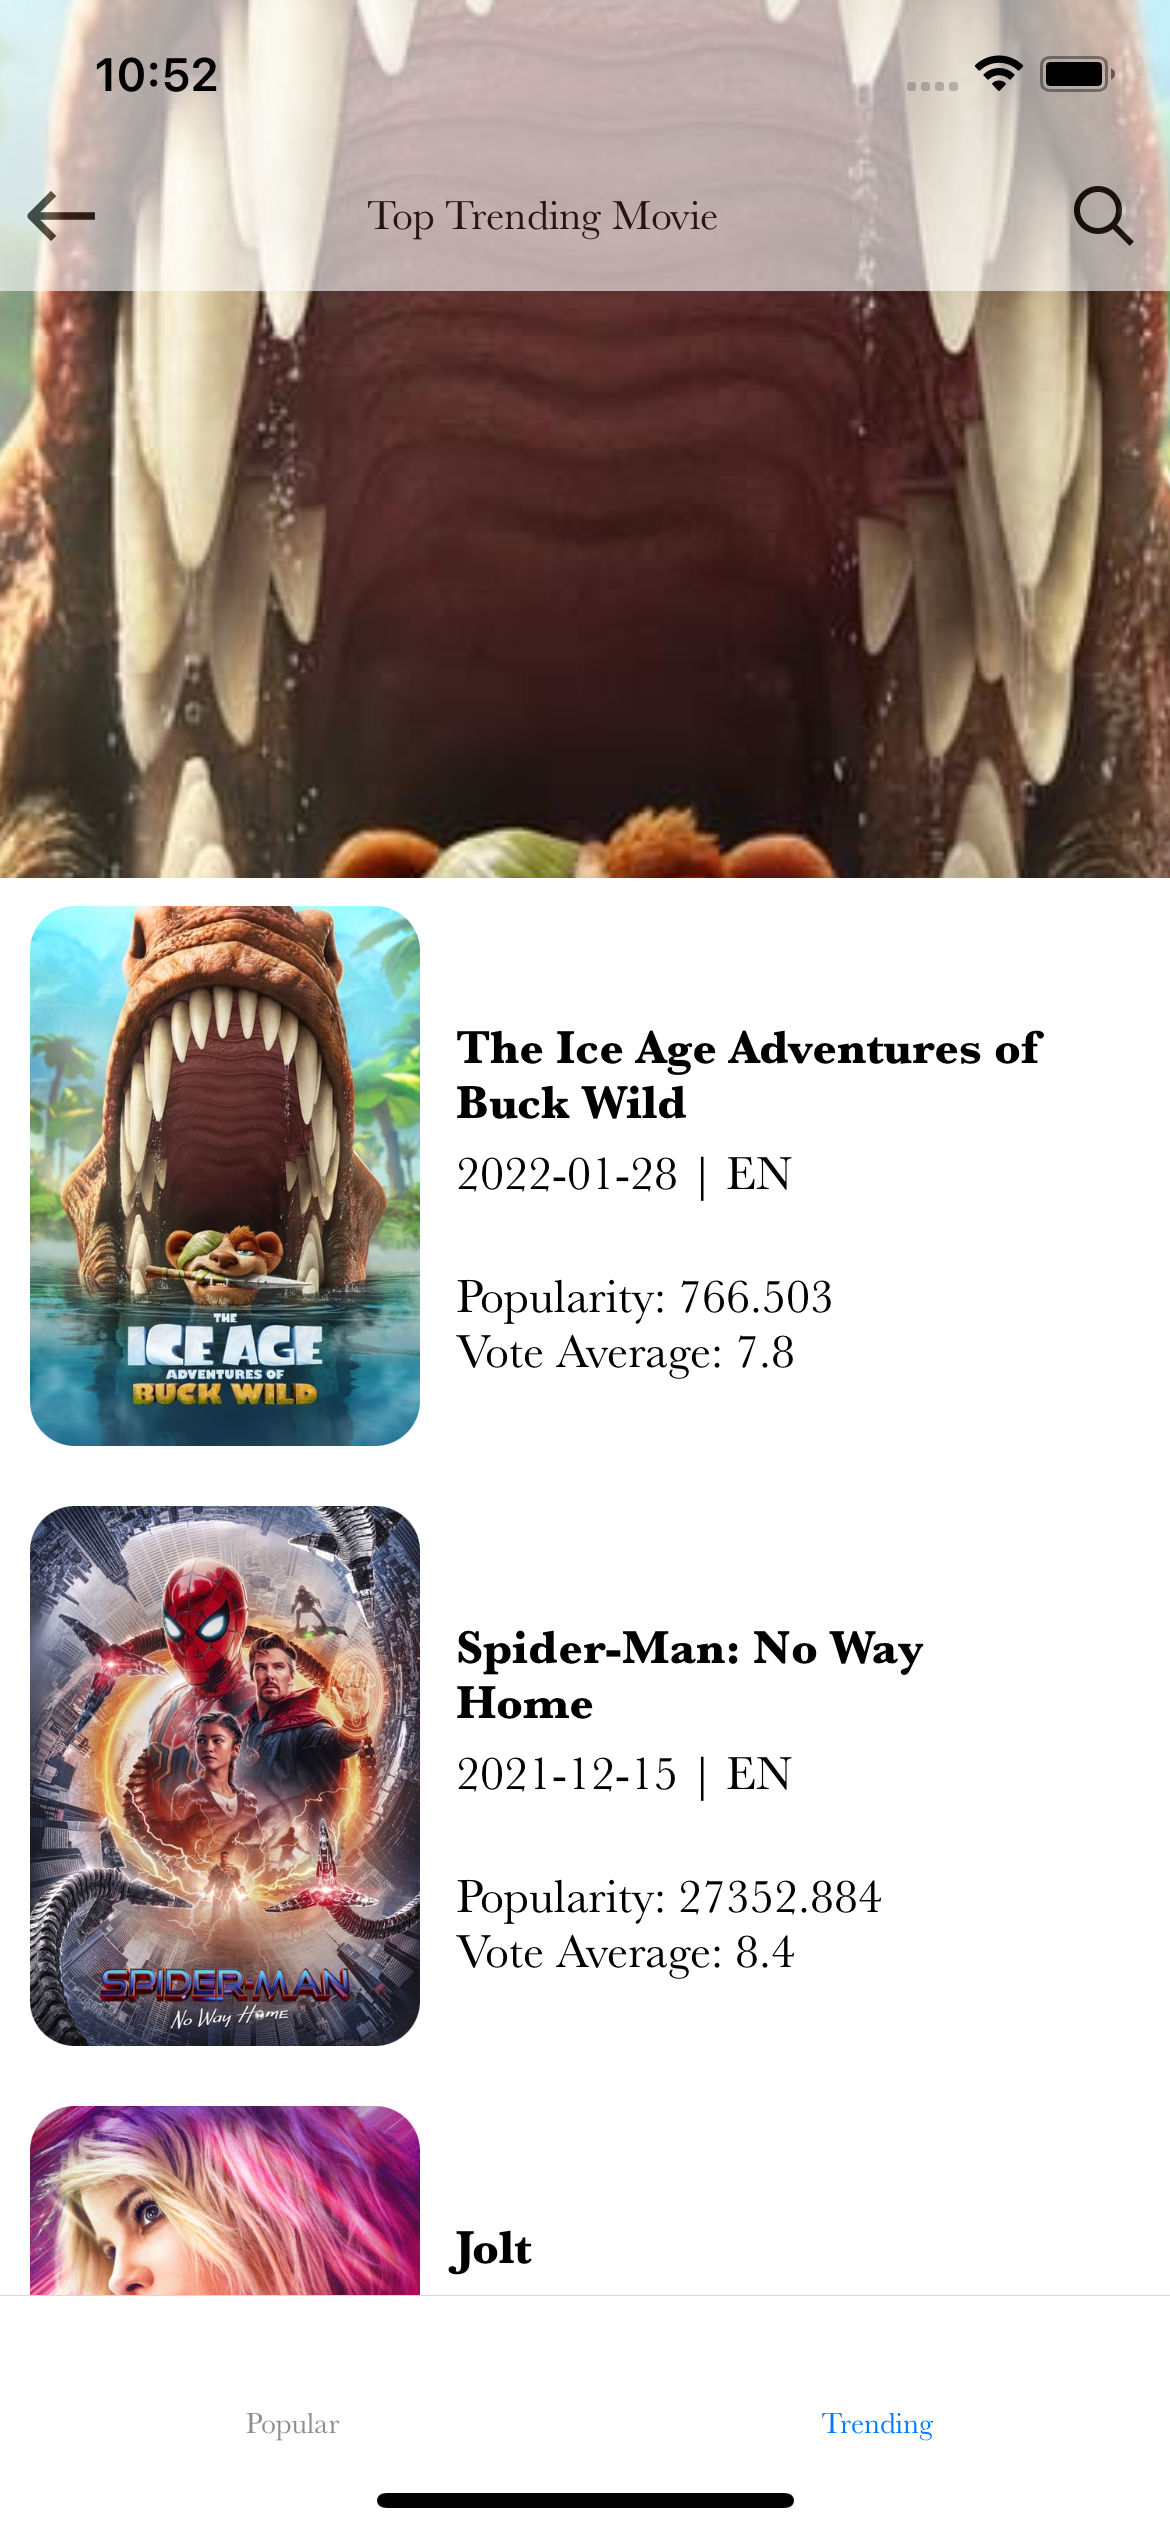 10:52
Top Trending Movie
The Ice Age Adventures of
Buck Wild
2022-01-28 | EN
Popularity: 766.503
Vote Average: 7.8
THE
ICE AGE
ADVENTURES OF
BUCK WILD
Spider-Man: No Way
Home
2021-12-15 | EN
Popularity: 27352.884
Vote Average: 8.4
SPIDER-MAN
No Way Home
Jolt
Popular
Trending